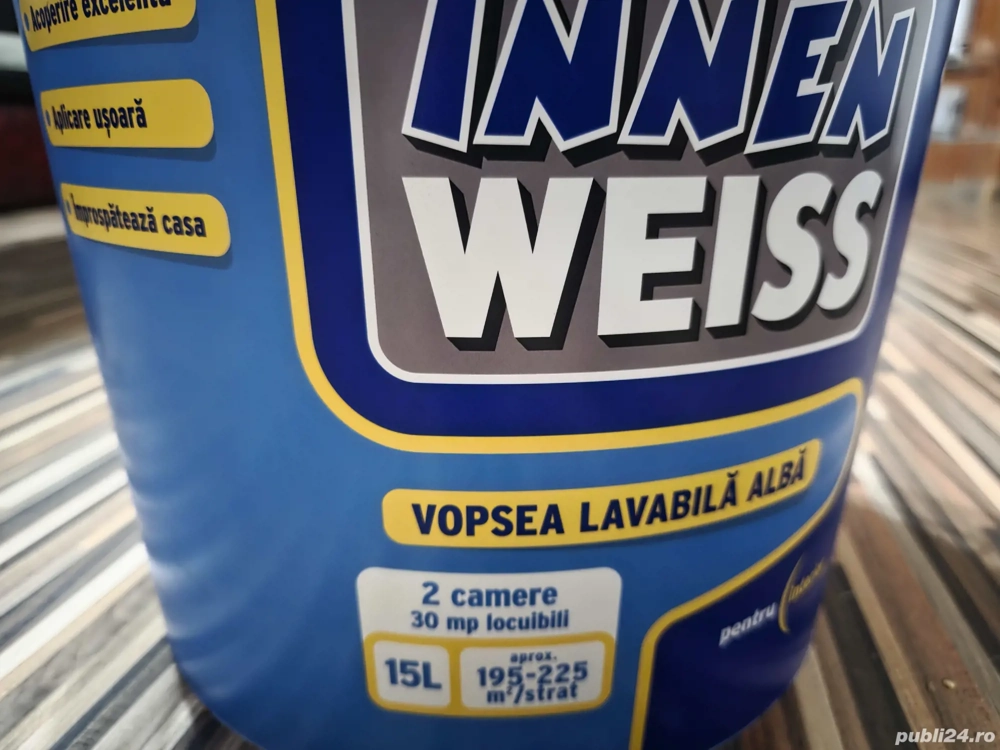 Acoperire excelentă
Aplicare ușoară
Împrospătează casa
INNEN
WEISS
VOPSEA LAVABILĂ ALBĂ
2 camere
30 mp locuibili
15L
aprox.
195-225
m²/strat
pentru interior
publi24.ro